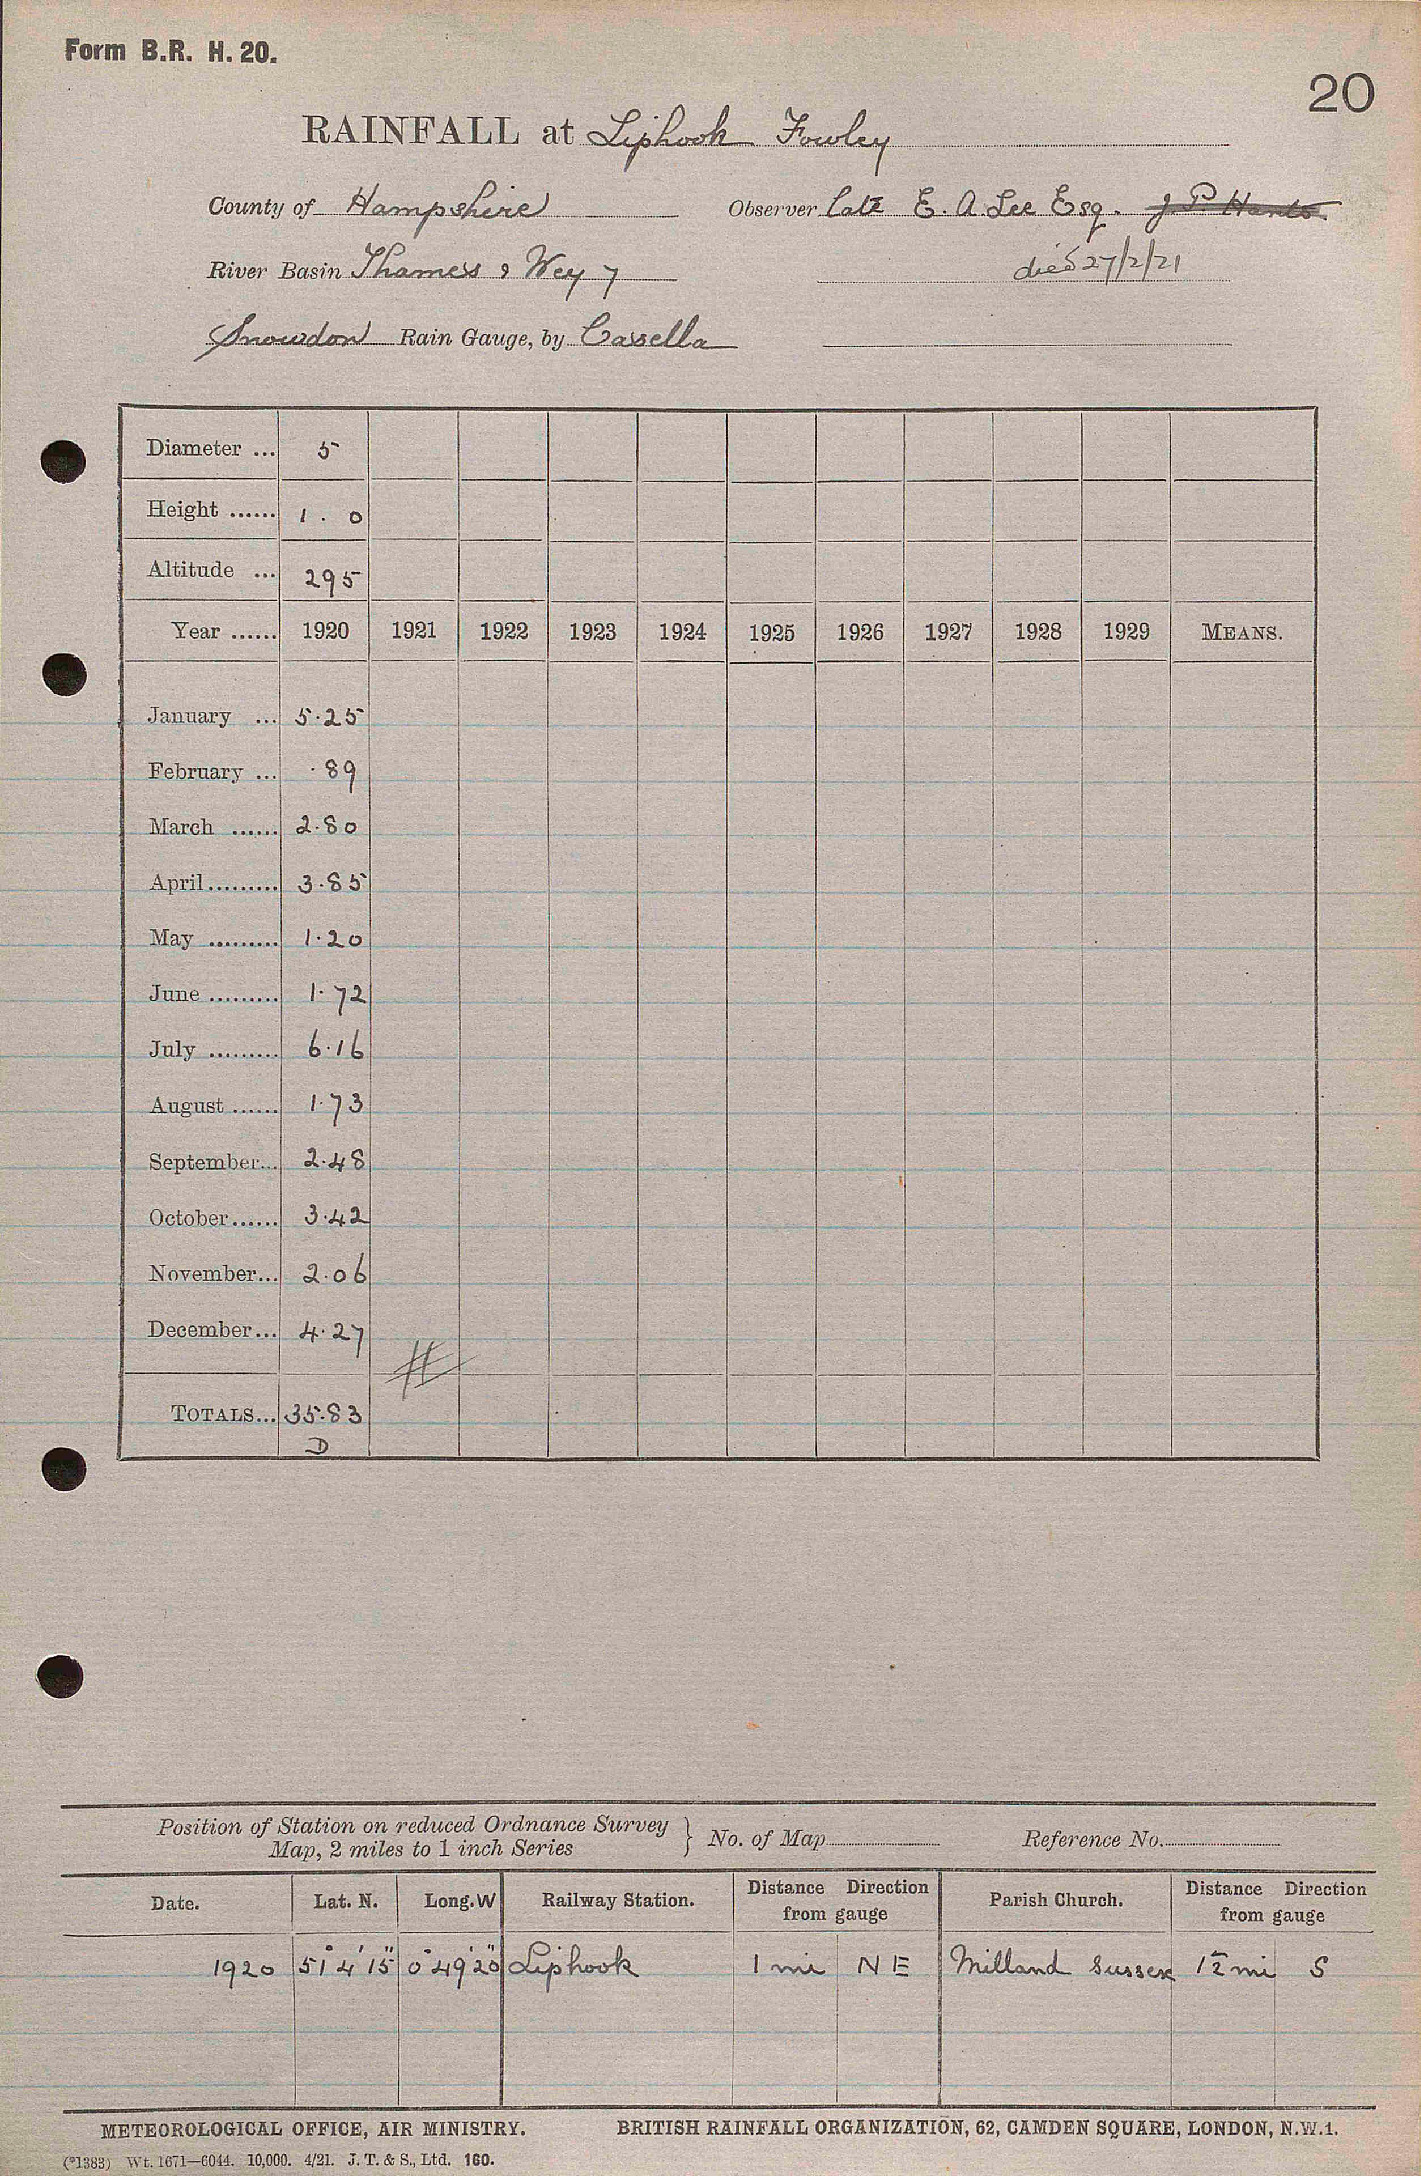 Form B.R. H. 20.
20
RAINFALL at Liphook Fowley
County of Hampshire Observer late E. A. Lee Esq. J.P. Hants.
River Basin Thames & Wey 7 died 27/2/21
Snowdon Rain Gauge, by Cassella
Diameter ... 5
Height ...... 1 . 0
Altitude ... 295
Year ...... 1920 1921 1922 1923 1924 1925 1926 1927 1928 1929 MEANS.
January ... 5.25
February ... .89
March ...... 2.80
April ......... 3.85
May ......... 1.20
June ......... 1.72
July ......... 6.16
August ...... 1.73
September... 2.48
October...... 3.42
November... 2.06
December... 4.27
#
TOTALS... 35.83
D
Position of Station on reduced Ordnance Survey
Map, 2 miles to 1 inch Series } No. of Map Reference No.
Date. Lat. N. Long. W Railway Station. Distance Direction from gauge Parish Church. Distance Direction from gauge
1920 51° 4' 15" 0° 49' 20" Liphook 1 mi NE Milland Sussex 1½ mi S
METEOROLOGICAL OFFICE, AIR MINISTRY. BRITISH RAINFALL ORGANIZATION, 62, CAMDEN SQUARE, LONDON, N.W.1.
(*1383) Wt. 1671—6044. 10,000. 4/21. J. T. & S., Ltd. 160.